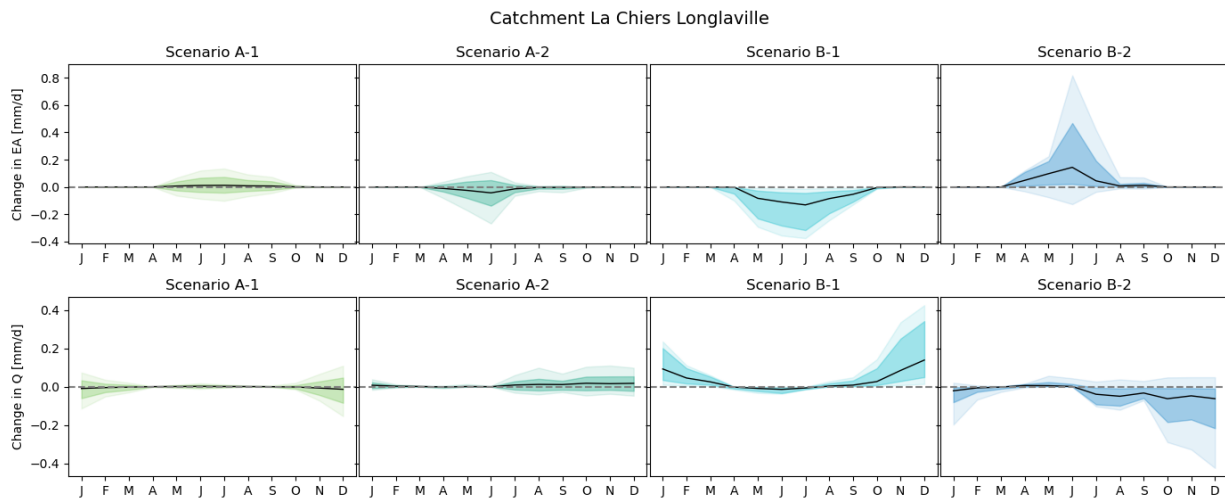 Catchment La Chiers Longlaville
Scenario A-1 Scenario A-2 Scenario B-1 Scenario B-2
Change in EA [mm/d]
0.8
0.6
0.4
0.2
0.0
−0.2
−0.4
J F M A M J J A S O N D J F M A M J J A S O N D J F M A M J J A S O N D J F M A M J J A S O N D
Scenario A-1 Scenario A-2 Scenario B-1 Scenario B-2
Change in Q [mm/d]
0.4
0.2
0.0
−0.2
−0.4
J F M A M J J A S O N D J F M A M J J A S O N D J F M A M J J A S O N D J F M A M J J A S O N D